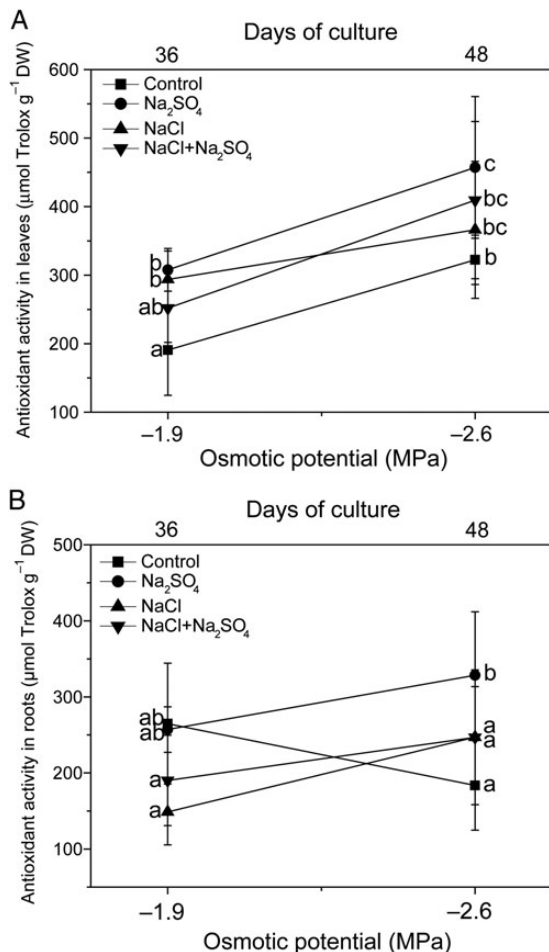 A
Days of culture
36 48
600
500
400
300
200
100
Antioxidant activity in leaves (μmol Trolox g⁻¹ DW)
Control
Na₂SO₄
NaCl
NaCl+Na₂SO₄
b
b
ab
a
c
bc
bc
b
–1.9 –2.6
Osmotic potential (MPa)
B
Days of culture
36 48
500
400
300
200
100
Antioxidant activity in roots (μmol Trolox g⁻¹ DW)
Control
Na₂SO₄
NaCl
NaCl+Na₂SO₄
ab
ab
a
a
b
a
a
a
–1.9 –2.6
Osmotic potential (MPa)